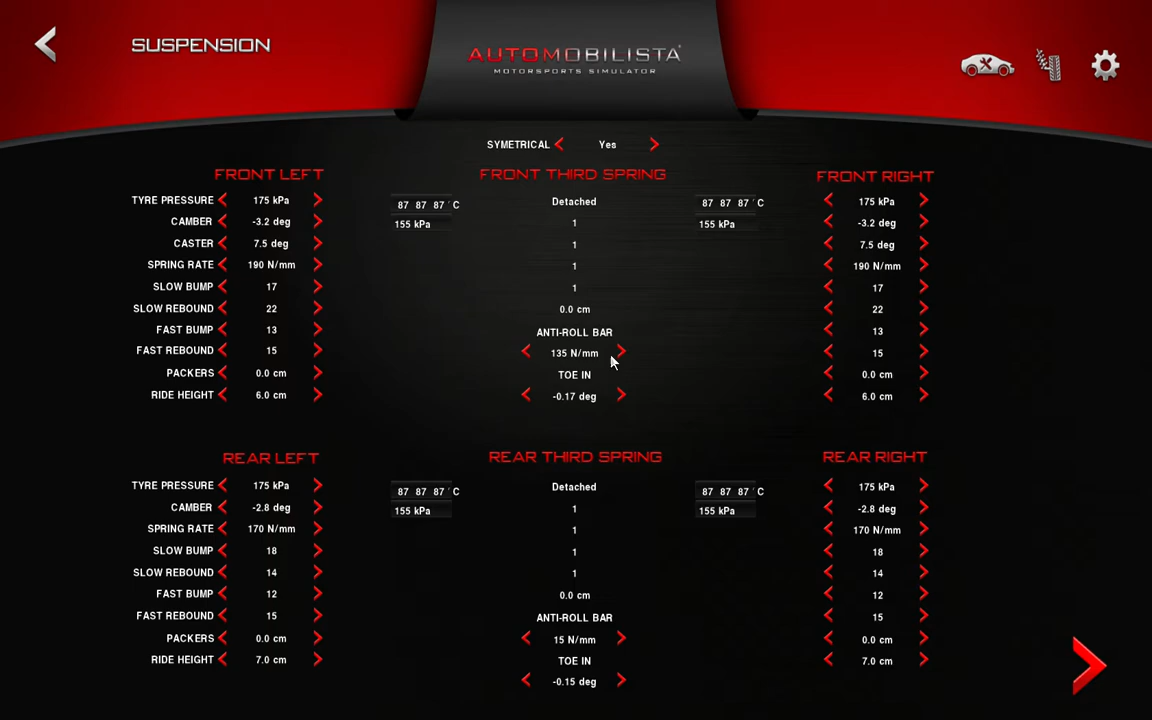 SUSPENSION
AUTOMOBILISTA
MOTORSPORTS SIMULATOR
SYMETRICAL Yes
FRONT LEFT
TYRE PRESSURE 175 kPa
CAMBER -3.2 deg
CASTER 7.5 deg
SPRING RATE 190 N/mm
SLOW BUMP 17
SLOW REBOUND 22
FAST BUMP 13
FAST REBOUND 15
PACKERS 0.0 cm
RIDE HEIGHT 6.0 cm
87 87 87 °C
155 kPa
FRONT THIRD SPRING
Detached
1
1
1
1
0.0 cm
ANTI-ROLL BAR
135 N/mm
TOE IN
-0.17 deg
87 87 87 °C
155 kPa
FRONT RIGHT
175 kPa
-3.2 deg
7.5 deg
190 N/mm
17
22
13
15
0.0 cm
6.0 cm
REAR LEFT
TYRE PRESSURE 175 kPa
CAMBER -2.8 deg
SPRING RATE 170 N/mm
SLOW BUMP 18
SLOW REBOUND 14
FAST BUMP 12
FAST REBOUND 15
PACKERS 0.0 cm
RIDE HEIGHT 7.0 cm
87 87 87 °C
155 kPa
REAR THIRD SPRING
Detached
1
1
1
1
0.0 cm
ANTI-ROLL BAR
15 N/mm
TOE IN
-0.15 deg
87 87 87 °C
155 kPa
REAR RIGHT
175 kPa
-2.8 deg
170 N/mm
18
14
12
15
0.0 cm
7.0 cm